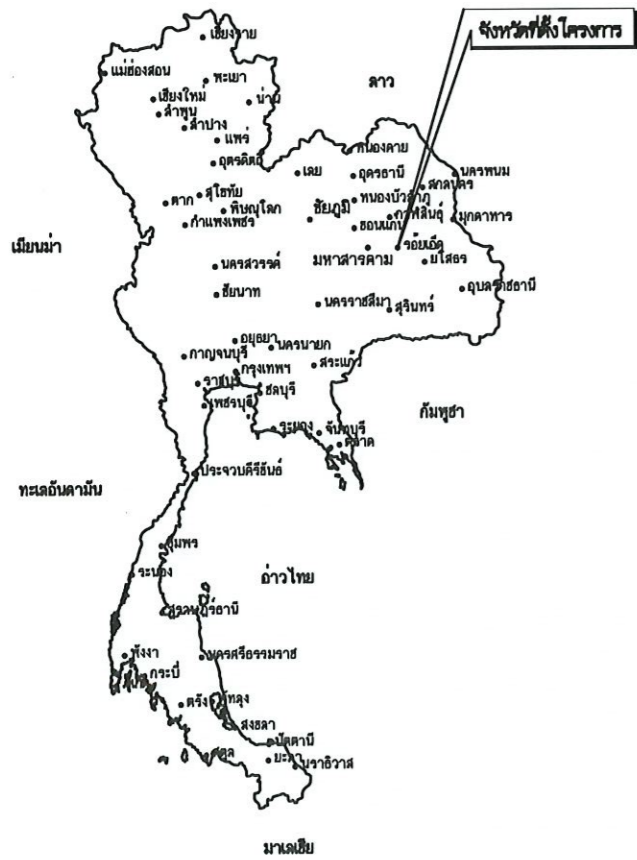 จังหวัดที่ตั้งโครงการ
เชียงราย
แม่ฮ่องสอน
พะเยา
ลาว
เชียงใหม่
น่าน
ลำพูน
ลำปาง
แพร่
หนองคาย
อุตรดิตถ์
เลย
อุดรธานี
นครพนม
สกลนคร
สุโขทัย
หนองบัวลำภู
ตาก
พิษณุโลก
ชัยภูมิ
กาฬสินธุ์
มุกดาหาร
กำแพงเพชร
ขอนแก่น
เมียนม่า
มหาสารคาม
ร้อยเอ็ด
นครสวรรค์
ยโสธร
ชัยนาท
อุบลราชธานี
นครราชสีมา
สุรินทร์
อยุธยา
นครนายก
กาญจนบุรี
สระแก้ว
กรุงเทพฯ
ราชบุรี
ชลบุรี
เพชรบุรี
กัมพูชา
ระยอง
จันทบุรี
ตราด
ประจวบคีรีขันธ์
ทะเลอันดามัน
ชุมพร
ระนอง
อ่าวไทย
สุราษฎร์ธานี
พังงา
นครศรีธรรมราช
กระบี่
ตรัง
พัทลุง
สงขลา
ปัตตานี
สตูล
ยะลา
นราธิวาส
มาเลเซีย